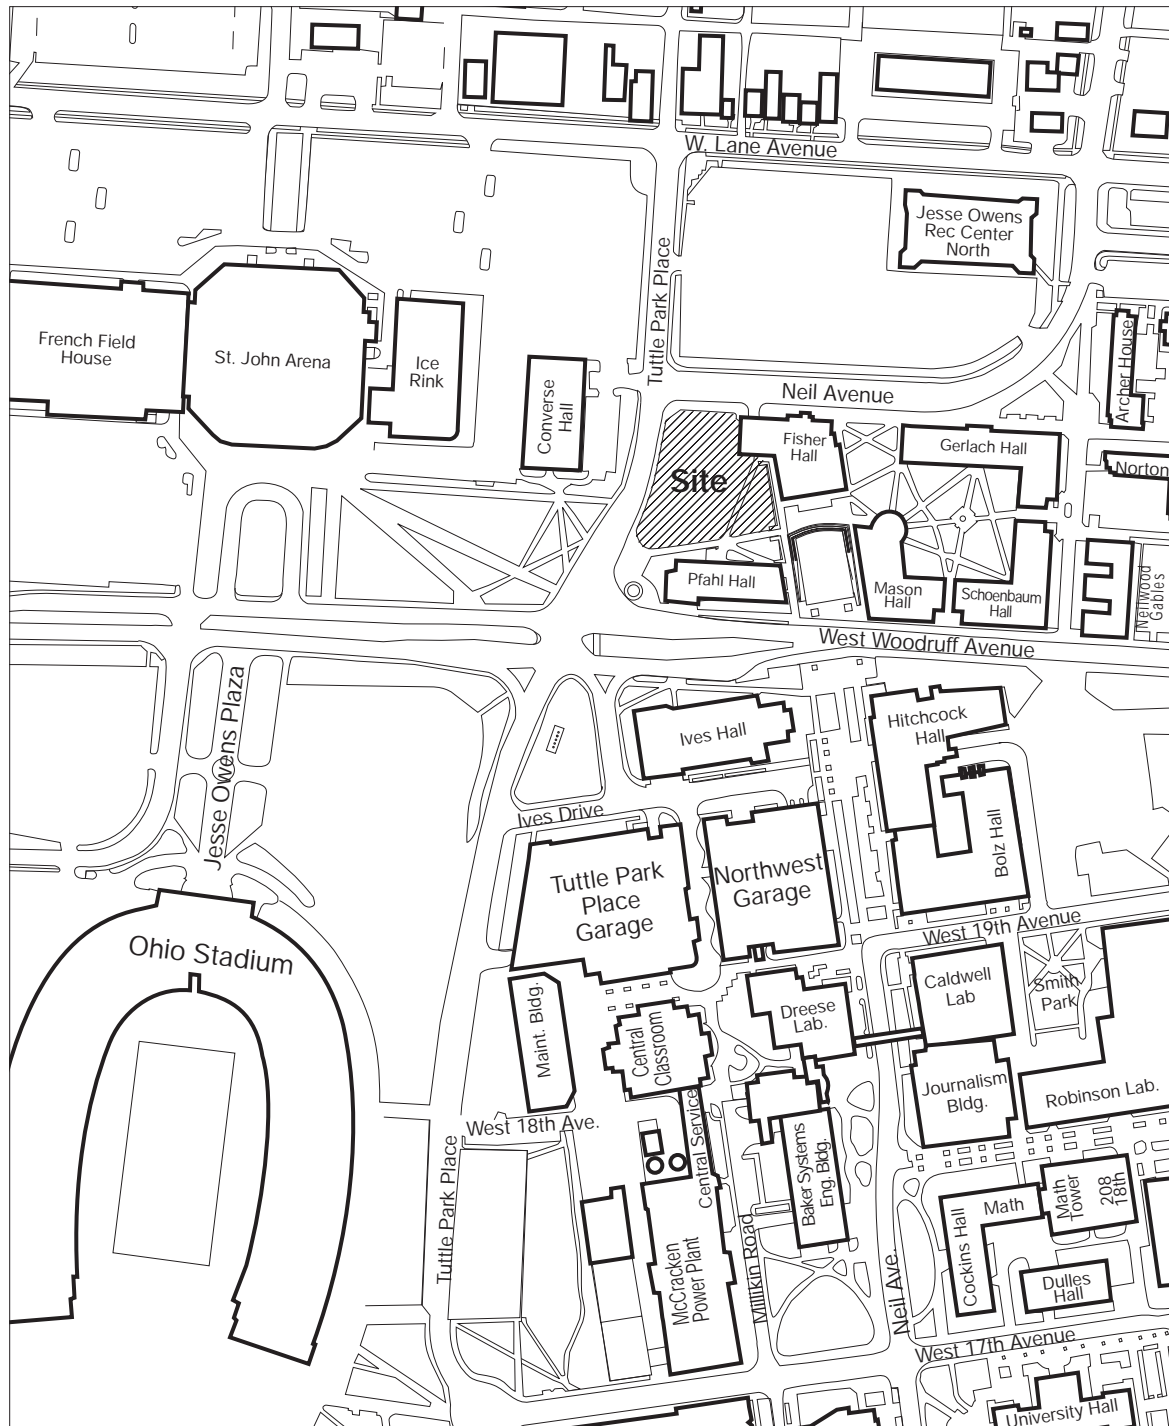 W. Lane Avenue
Jesse Owens
Rec Center
North
Tuttle Park Place
French Field
House
St. John Arena
Ice
Rink
Converse
Hall
Neil Avenue
Archer House
Fisher
Hall
Gerlach Hall
Norton
Site
Pfahl Hall
Mason
Hall
Schoenbaum
Hall
Neilwood
Gables
West Woodruff Avenue
Jesse Owens Plaza
Ives Hall
Hitchcock
Hall
Ives Drive
Bolz Hall
Tuttle Park
Place
Garage
Northwest
Garage
West 19th Avenue
Ohio Stadium
Maint. Bldg.
Central
Classroom
Dreese
Lab.
Caldwell
Lab
Smith
Park
Journalism
Bldg.
Robinson Lab.
West 18th Ave.
Central Service
Baker Systems
Eng. Bldg.
Tuttle Park Place
McCracken
Power Plant
Millikin Road
Neil Ave.
Cockins Hall
Math
Math
Tower
208
18th
Dulles
Hall
West 17th Avenue
University Hall